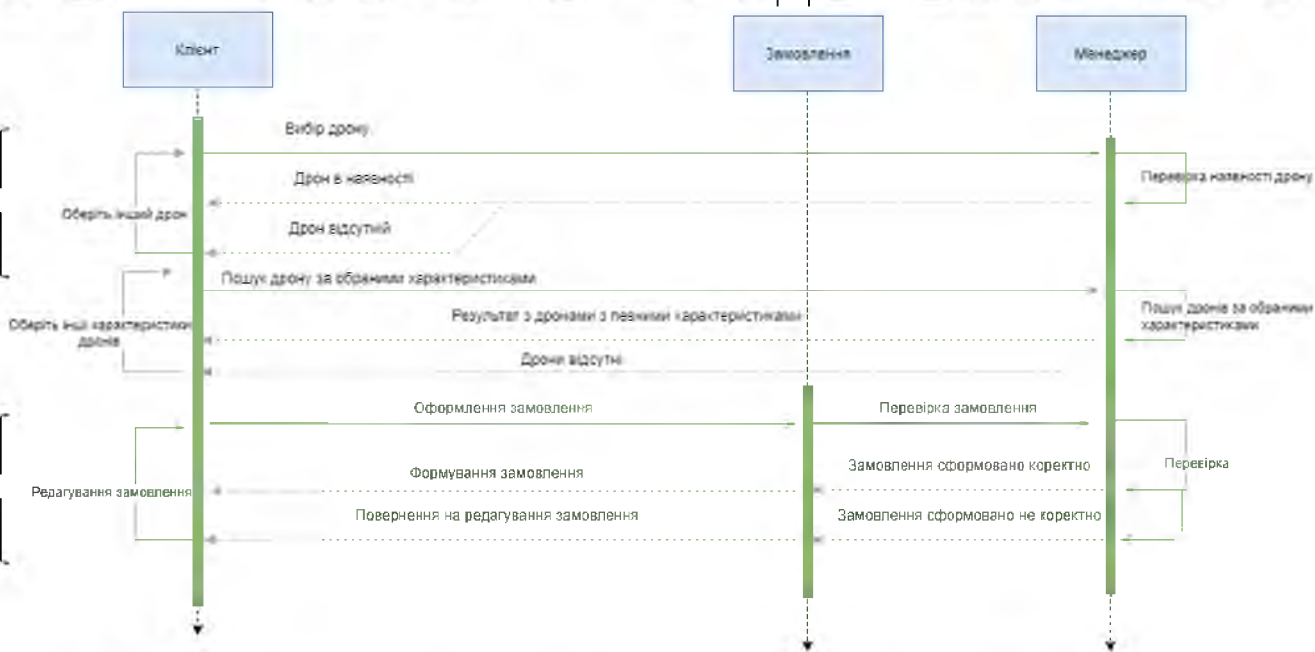 Клієнт
Замовлення
Менеджер
Вибір дрону
Дрон в наявності
Перевірка наявності дрону
Оберіть інший дрон
Дрон відсутній
Пошук дрону за обраними характеристиками
Результат з дронами з певними характеристиками
Пошук дронів за обраними
характеристиками
Оберіть інші характеристики
дронів
Дрони відсутні
Оформлення замовлення
Перевірка замовлення
Формування замовлення
Замовлення сформовано коректно
Перевірка
Редагування замовлення
Повернення на редагування замовлення
Замовлення сформовано не коректно